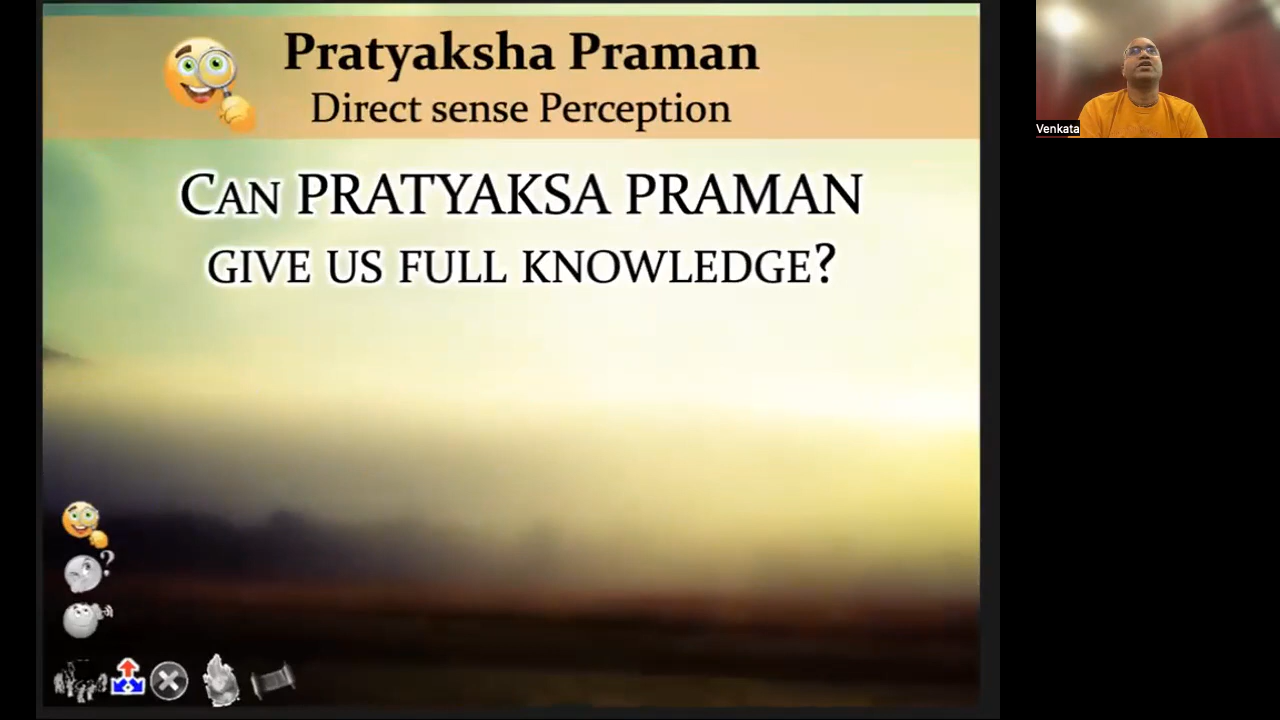 Pratyaksha Praman
Direct sense Perception
CAN PRATYAKSA PRAMAN
GIVE US FULL KNOWLEDGE?
Venkata